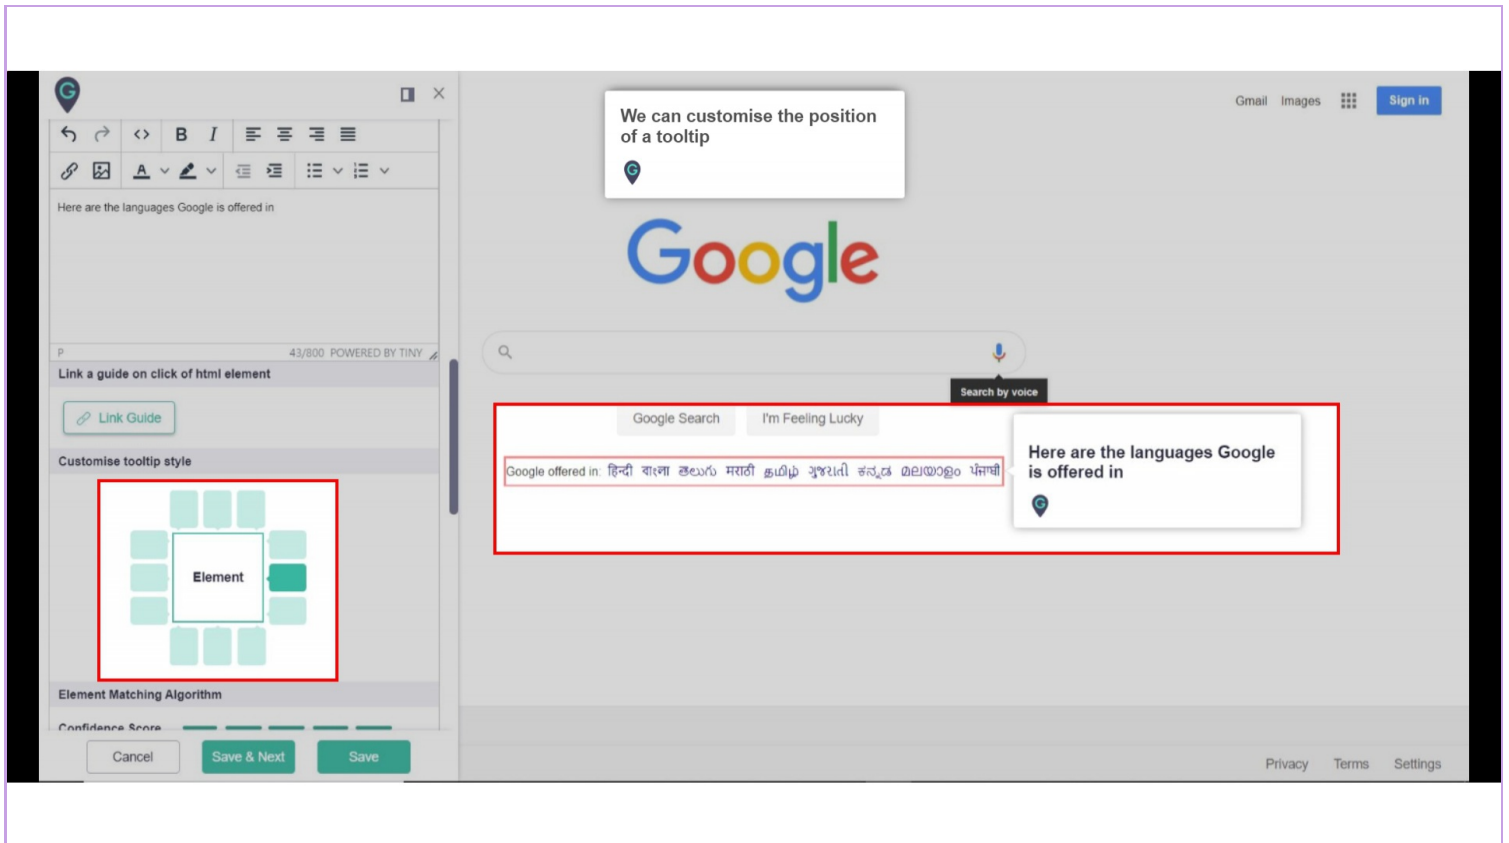 We can customise the position
of a tooltip
Gmail Images
Sign in
Here are the languages Google is offered in
P
43/800 POWERED BY TINY
Link a guide on click of html element
Link Guide
Customise tooltip style
Element
Element Matching Algorithm
Confidence Score
Cancel
Save & Next
Save
Google
Search by voice
Google Search
I'm Feeling Lucky
Google offered in: हिन्दी বাংলা తెలుగు मराठी தமிழ் ગુજરાતી ಕನ್ನಡ മലയാളം ਪੰਜਾਬੀ
Here are the languages Google
is offered in
Privacy Terms Settings